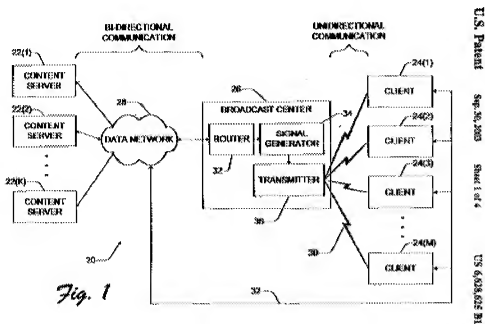 BI-DIRECTIONAL COMMUNICATION
UNIDIRECTIONAL COMMUNICATION
22(1)
CONTENT SERVER
22(2)
CONTENT SERVER
22(K)
CONTENT SERVER
28
DATA NETWORK
26
BROADCAST CENTER
ROUTER
32
SIGNAL GENERATOR
34
TRANSMITTER
36
24(1)
CLIENT
24(2)
CLIENT
24(3)
CLIENT
24(M)
CLIENT
30
20
32
Fig. 1
U.S. Patent
Sep. 30, 2003
Sheet 1 of 4
US 6,628,625 B1